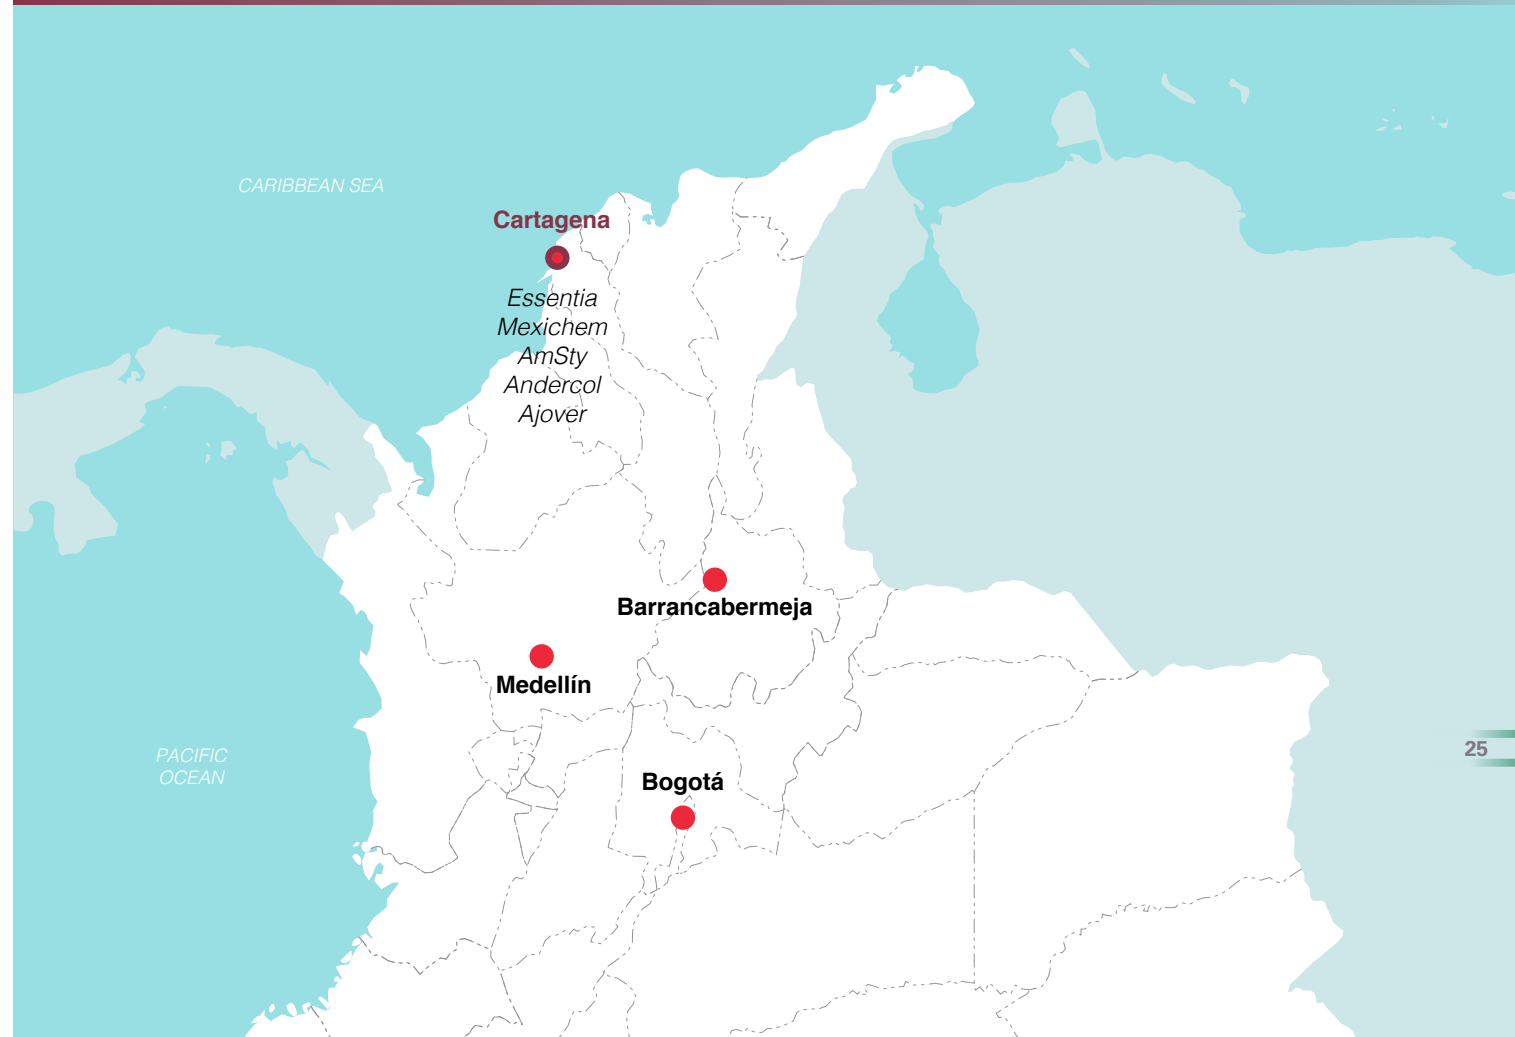 CARIBBEAN SEA
Cartagena
Essentia
Mexichem
AmSty
Andercol
Ajover
Barrancabermeja
Medellín
PACIFIC
OCEAN
25
Bogotá